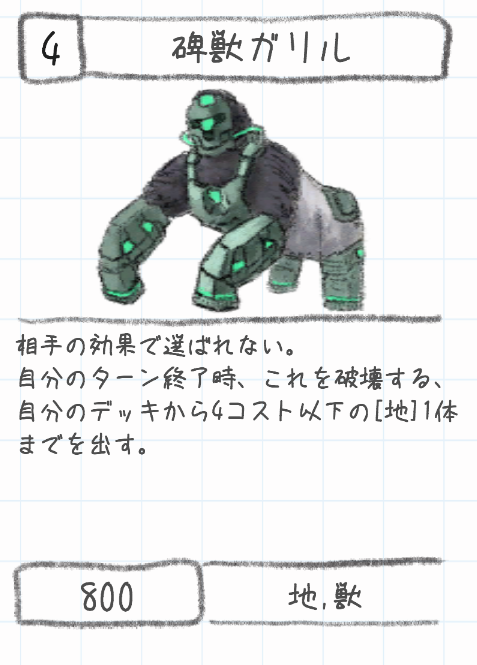 4
碑獣ガリル
相手の効果で選ばれない。
自分のターン終了時、これを破壊する、
自分のデッキから4コスト以下の[地]1体
までを出す。
800
地,獣